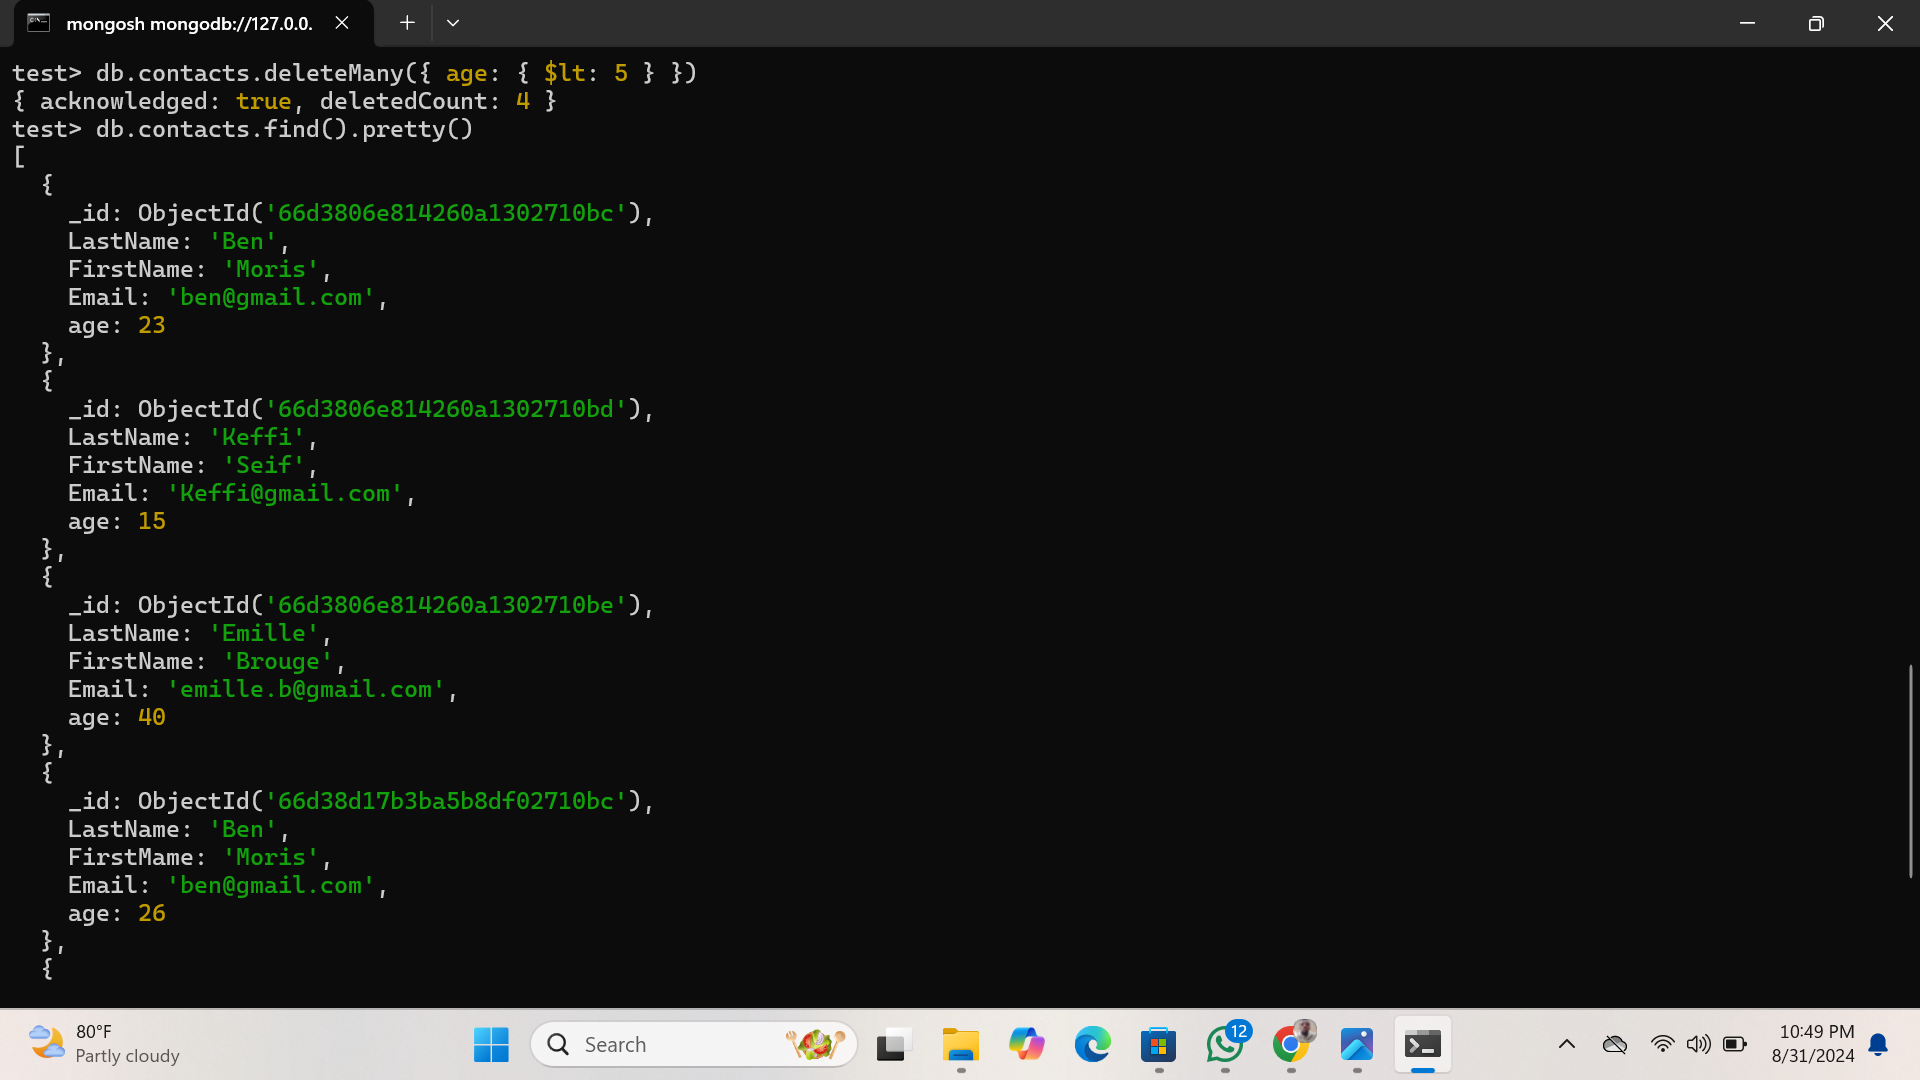 mongosh mongodb://127.0.0.
test> db.contacts.deleteMany({ age: { $lt: 5 } })
{ acknowledged: true, deletedCount: 4 }
test> db.contacts.find().pretty()
[
  {
    _id: ObjectId('66d3806e814260a1302710bc'),
    LastName: 'Ben',
    FirstName: 'Moris',
    Email: 'ben@gmail.com',
    age: 23
  },
  {
    _id: ObjectId('66d3806e814260a1302710bd'),
    LastName: 'Keffi',
    FirstName: 'Seif',
    Email: 'Keffi@gmail.com',
    age: 15
  },
  {
    _id: ObjectId('66d3806e814260a1302710be'),
    LastName: 'Emille',
    FirstName: 'Brouge',
    Email: 'emille.b@gmail.com',
    age: 40
  },
  {
    _id: ObjectId('66d38d17b3ba5b8df02710bc'),
    LastName: 'Ben',
    FirstMame: 'Moris',
    Email: 'ben@gmail.com',
    age: 26
  },
  {
80°F
Partly cloudy
Search
12
10:49 PM
8/31/2024